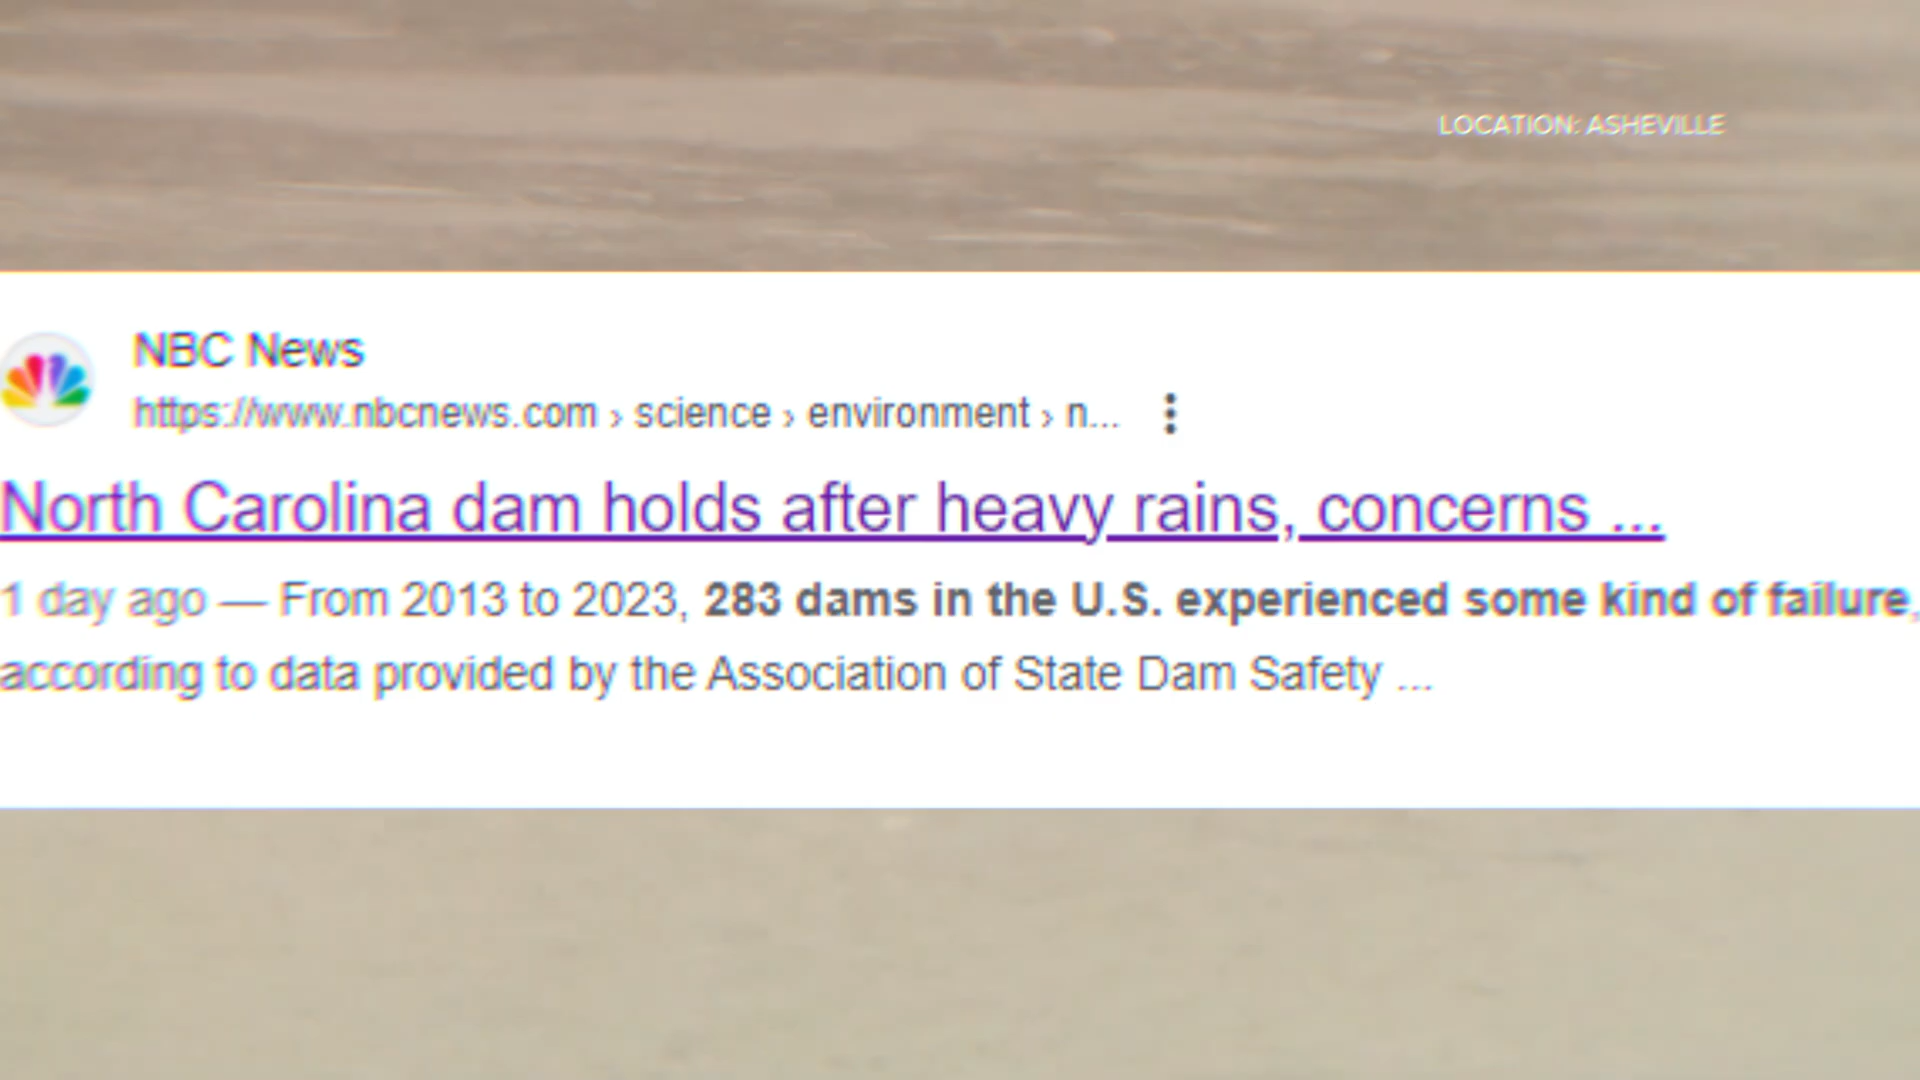 LOCATION: ASHEVILLE
NBC News
https://www.nbcnews.com › science › environment › n...
North Carolina dam holds after heavy rains, concerns ...
1 day ago — From 2013 to 2023, 283 dams in the U.S. experienced some kind of failure,
according to data provided by the Association of State Dam Safety ...